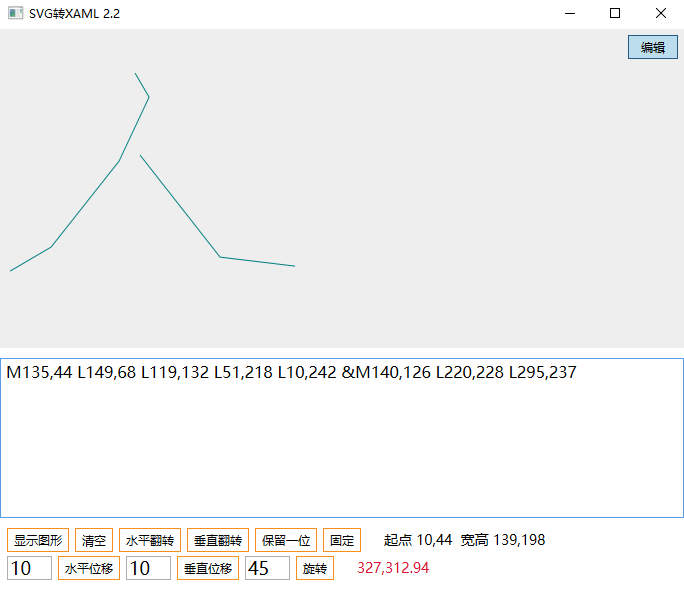 SVG转XAML 2.2
编辑
M135,44 L149,68 L119,132 L51,218 L10,242 &M140,126 L220,228 L295,237
显示图形 清空 水平翻转 垂直翻转 保留一位 固定 起点 10,44 宽高 139,198
10 水平位移 10 垂直位移 45 旋转 327,312.94